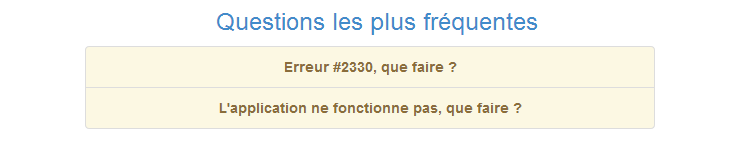 Questions les plus fréquentes
Erreur #2330, que faire ?
L'application ne fonctionne pas, que faire ?